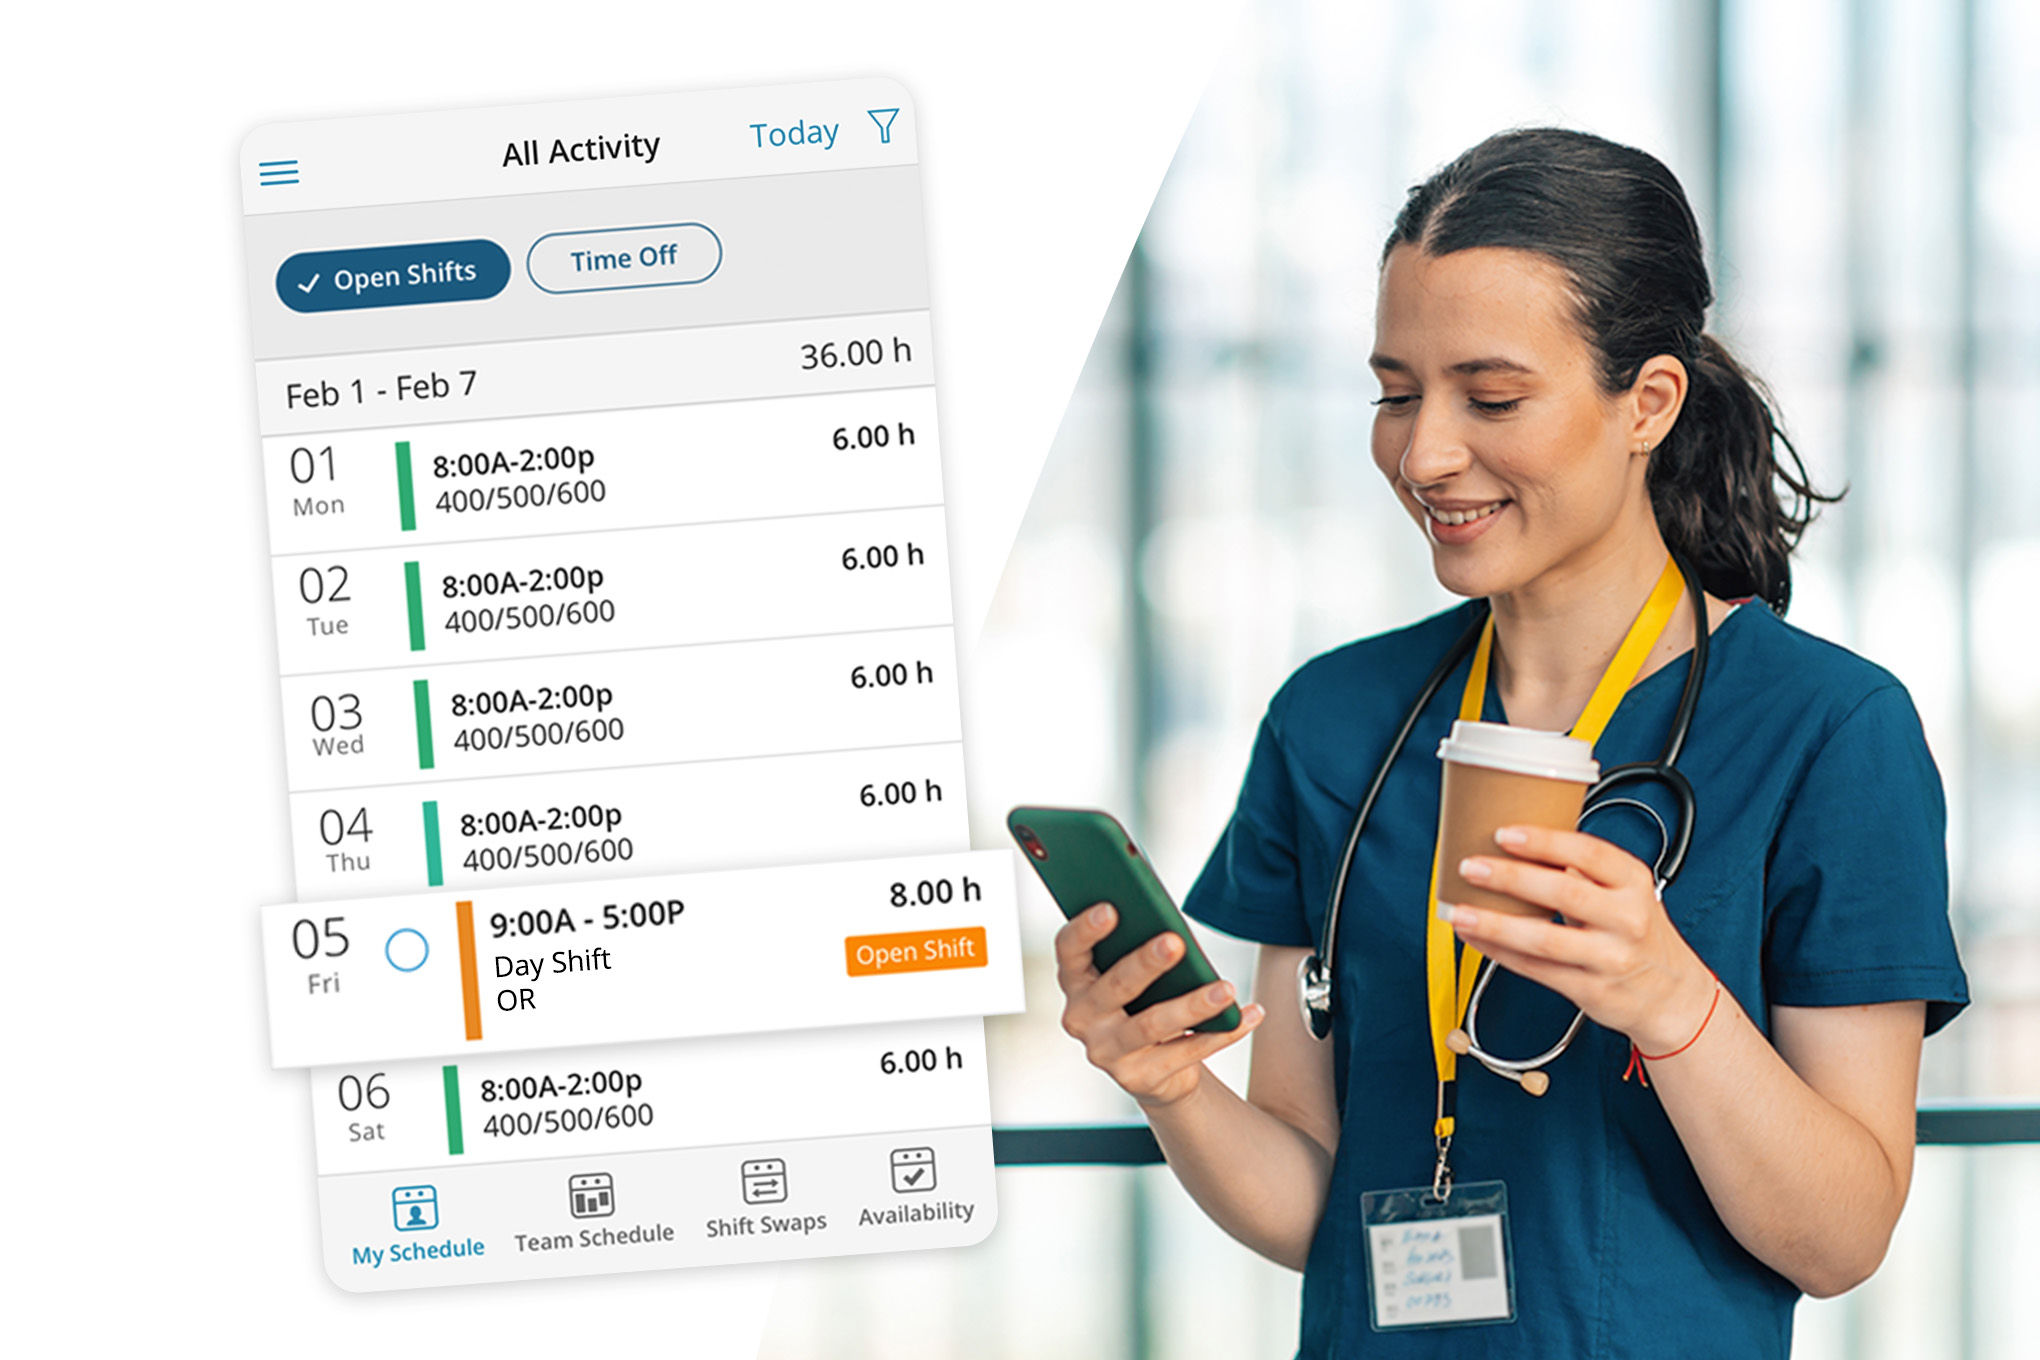 All Activity
Today
Open Shifts
Time Off
Feb 1 - Feb 7
36.00 h
01
Mon
8:00A-2:00p
400/500/600
6.00 h
02
Tue
8:00A-2:00p
400/500/600
6.00 h
03
Wed
8:00A-2:00p
400/500/600
6.00 h
04
Thu
8:00A-2:00p
400/500/600
6.00 h
05
Fri
9:00A - 5:00P
Day Shift
OR
8.00 h
Open Shift
06
Sat
8:00A-2:00p
400/500/600
6.00 h
My Schedule
Team Schedule
Shift Swaps
Availability